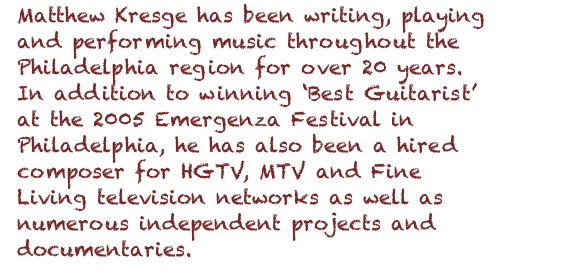 Matthew Kresge has been writing, playing
and performing music throughout the
Philadelphia region for over 20 years.
In addition to winning ‘Best Guitarist’
at the 2005 Emergenza Festival in
Philadelphia, he has also been a hired
composer for HGTV, MTV and Fine
Living television networks as well as
numerous independent projects and
documentaries.